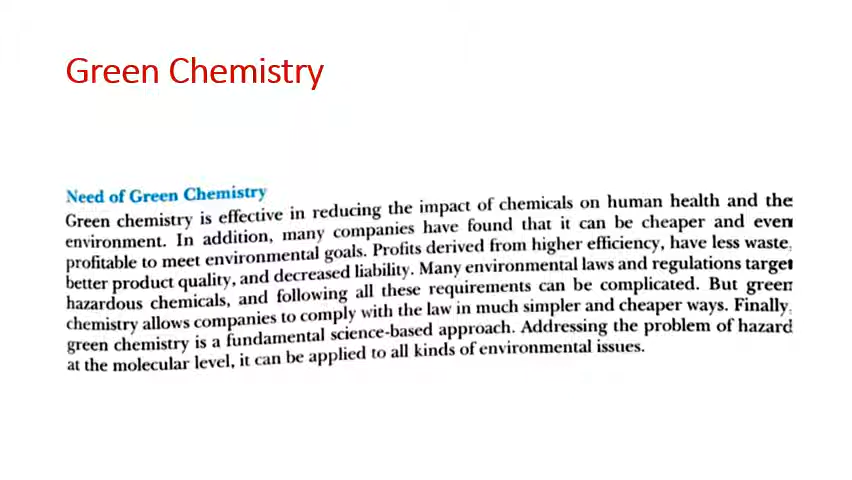 Green Chemistry
Need of Green Chemistry
Green chemistry is effective in reducing the impact of chemicals on human health and the
environment. In addition, many companies have found that it can be cheaper and even
profitable to meet environmental goals. Profits derived from higher efficiency, have less waste,
better product quality, and decreased liability. Many environmental laws and regulations target
hazardous chemicals, and following all these requirements can be complicated. But green
chemistry allows companies to comply with the law in much simpler and cheaper ways. Finally,
green chemistry is a fundamental science-based approach. Addressing the problem of hazard
at the molecular level, it can be applied to all kinds of environmental issues.